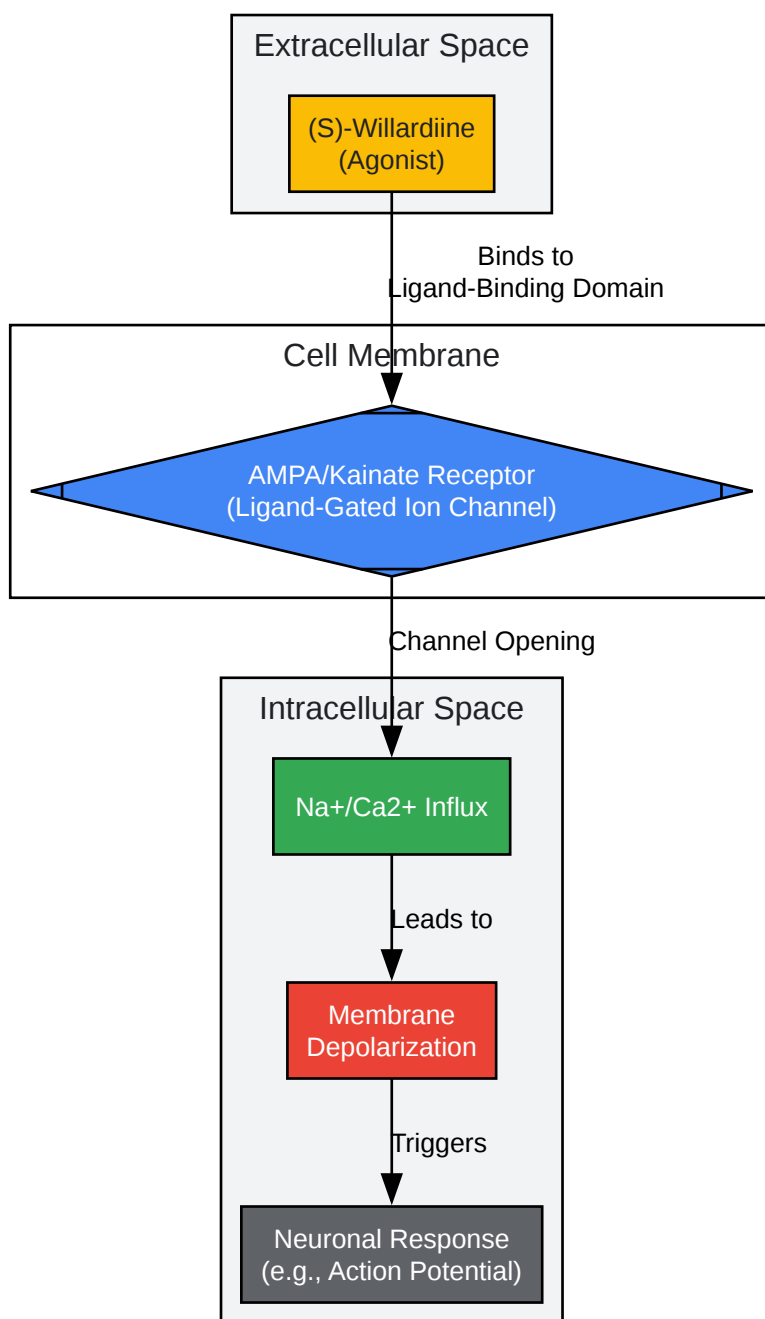 Extracellular Space
(S)-Willardiine
(Agonist)
Binds to
Ligand-Binding Domain
Cell Membrane
AMPA/Kainate Receptor
(Ligand-Gated Ion Channel)
Channel Opening
Intracellular Space
Na+/Ca2+ Influx
Leads to
Membrane
Depolarization
Triggers
Neuronal Response
(e.g., Action Potential)